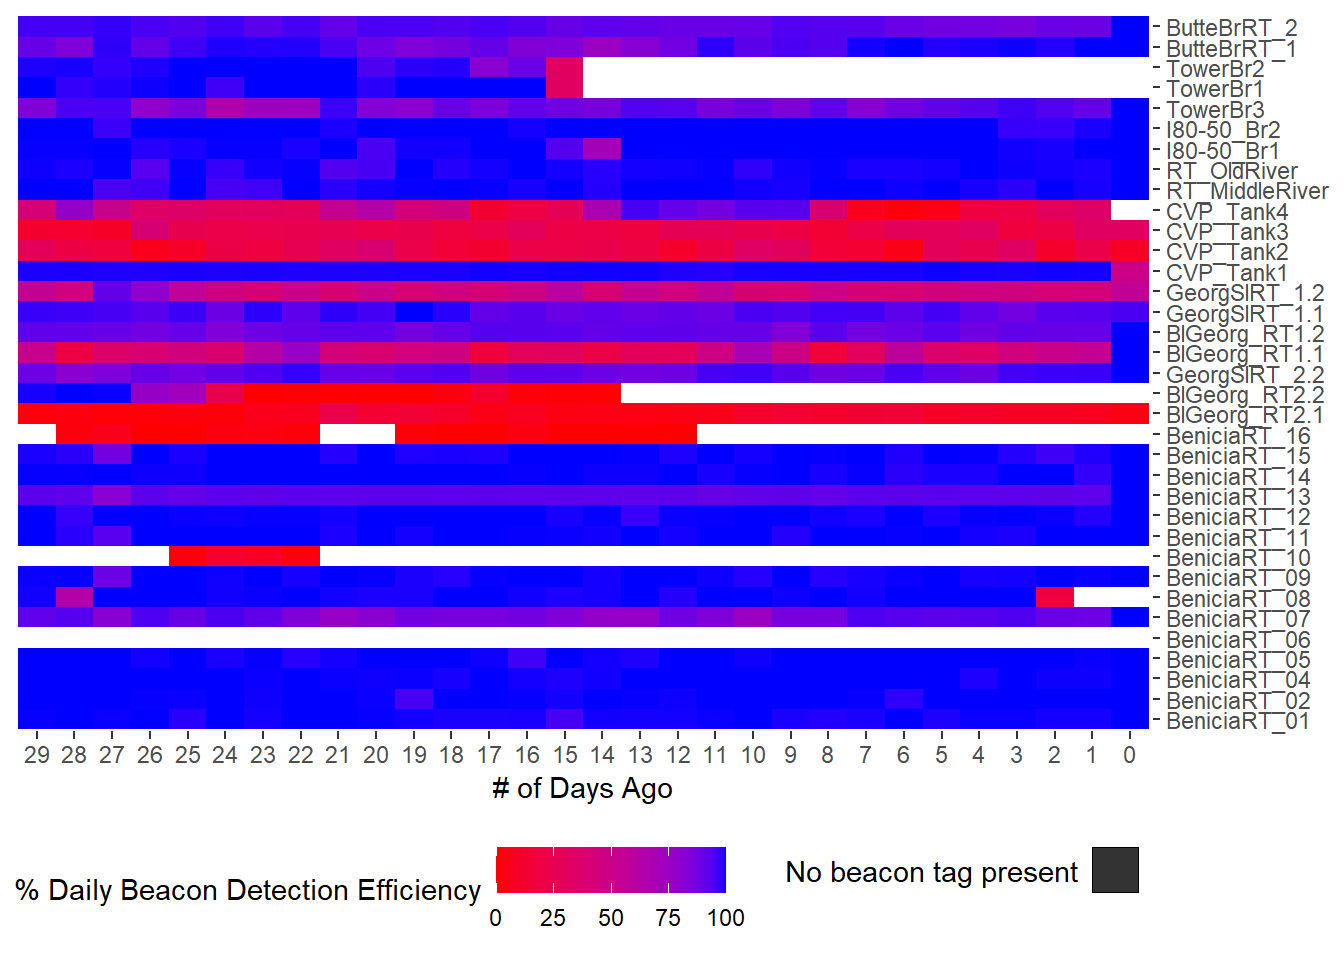 ButteBrRT_2
ButteBrRT_1
TowerBr2
TowerBr1
TowerBr3
I80-50_Br2
I80-50_Br1
RT_OldRiver
RT_MiddleRiver
CVP_Tank4
CVP_Tank3
CVP_Tank2
CVP_Tank1
GeorgSlRT_1.2
GeorgSlRT_1.1
BlGeorg_RT1.2
BlGeorg_RT1.1
GeorgSlRT_2.2
BlGeorg_RT2.2
BlGeorg_RT2.1
BeniciaRT_16
BeniciaRT_15
BeniciaRT_14
BeniciaRT_13
BeniciaRT_12
BeniciaRT_11
BeniciaRT_10
BeniciaRT_09
BeniciaRT_08
BeniciaRT_07
BeniciaRT_06
BeniciaRT_05
BeniciaRT_04
BeniciaRT_02
BeniciaRT_01
29 28 27 26 25 24 23 22 21 20 19 18 17 16 15 14 13 12 11 10 9 8 7 6 5 4 3 2 1 0
# of Days Ago
% Daily Beacon Detection Efficiency
0 25 50 75 100
No beacon tag present